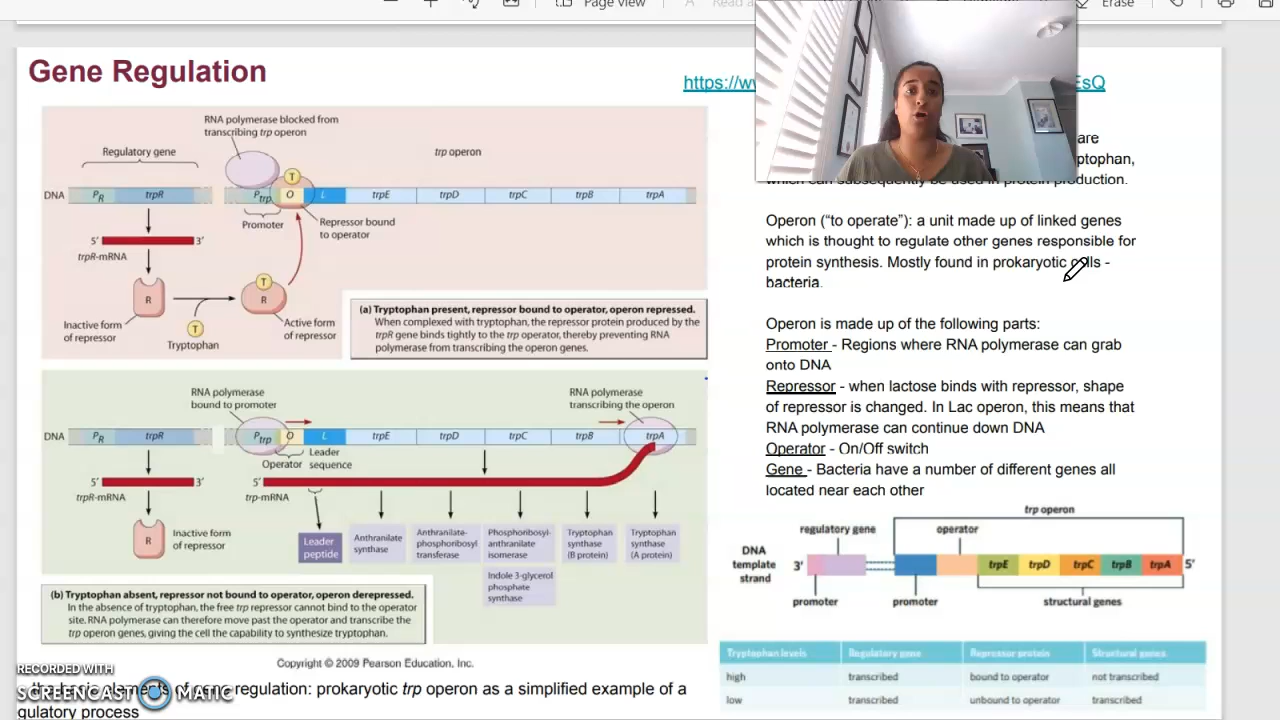 Page view
Erase
Gene Regulation
https://w
EsQ
RNA polymerase blocked from
transcribing trp operon
Regulatory gene
trp operon
T
DNA
PR
trpR
Ptrp
O
L
trpE
trpD
trpC
trpB
trpA
Promoter
Repressor bound
to operator
5′
3′
trpR-mRNA
T
R
R
Inactive form
of repressor
T
Tryptophan
Active form
of repressor
(a) Tryptophan present, repressor bound to operator, operon repressed.
When complexed with tryptophan, the repressor protein produced by the
trpR gene binds tightly to the trp operator, thereby preventing RNA
polymerase from transcribing the operon genes.
RNA polymerase
bound to promoter
RNA polymerase
transcribing the operon
DNA
PR
trpR
Ptrp
O
L
trpE
trpD
trpC
trpB
trpA
Operator
Leader
sequence
5′
3′
5′
trpR-mRNA
trp-mRNA
R
Inactive form
of repressor
Leader
peptide
Anthranilate
synthase
Anthranilate-
phosphoribosyl
transferase
Phosphoribosyl-
anthranilate
isomerase
Indole 3-glycerol
phosphate
synthase
Tryptophan
synthase
(B protein)
Tryptophan
synthase
(A protein)
(b) Tryptophan absent, repressor not bound to operator, operon derepressed.
In the absence of tryptophan, the free trp repressor cannot bind to the operator
site. RNA polymerase can therefore move past the operator and transcribe the
trp operon genes, giving the cell the capability to synthesize tryptophan.
Copyright © 2009 Pearson Education, Inc.
RECORDED WITH
SCREENCAST MATIC
gene regulation: prokaryotic trp operon as a simplified example of a
gulatory process
are
ptophan,
which can subsequently be used in protein production.
Operon (“to operate”): a unit made up of linked genes
which is thought to regulate other genes responsible for
protein synthesis. Mostly found in prokaryotic cells -
bacteria.
Operon is made up of the following parts:
Promoter - Regions where RNA polymerase can grab
onto DNA
Repressor - when lactose binds with repressor, shape
of repressor is changed. In Lac operon, this means that
RNA polymerase can continue down DNA
Operator - On/Off switch
Gene - Bacteria have a number of different genes all
located near each other
trp operon
regulatory gene
operator
DNA
template
strand
3′
trpE
trpD
trpC
trpB
trpA
5′
promoter
promoter
structural genes
Tryptophan levels Regulatory gene Repressor protein Structural genes
high transcribed bound to operator not transcribed
low transcribed unbound to operator transcribed